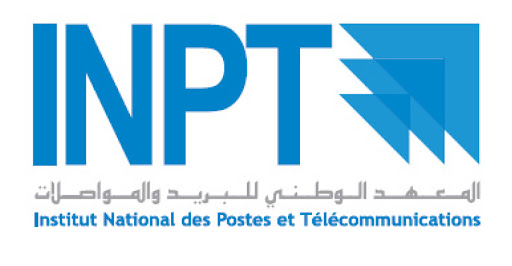 INPT
المعهد الوطني للبريد والمواصلات
Institut National des Postes et Télécommunications